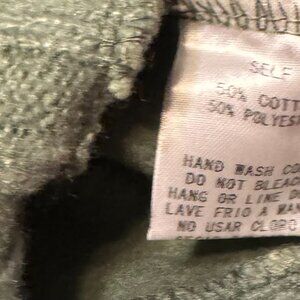 SELF
50% COTT
50% POLYES
HAND WASH CO
DO NOT BLEAC
HANG OR LINE
LAVE FRIO A MAN
NO USAR CLORO